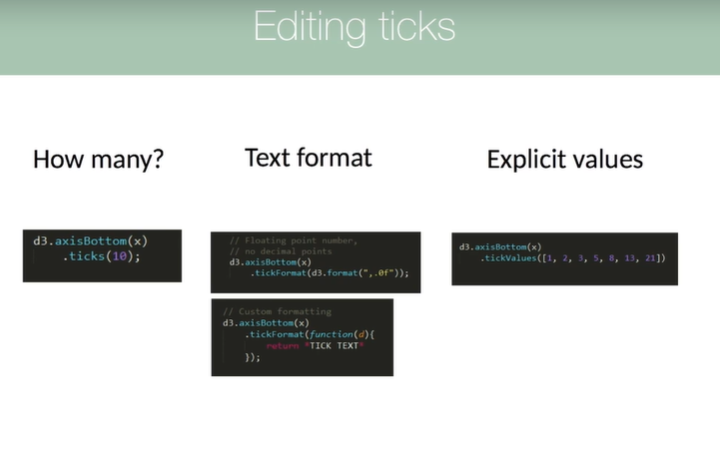 Editing ticks
How many?
d3.axisBottom(x)
.ticks(10);
Text format
// Floating point number,
// no decimal points
d3.axisBottom(x)
.tickFormat(d3.format(",.0f"));
// Custom formatting
d3.axisBottom(x)
.tickFormat(function(d){
return "TICK TEXT"
});
Explicit values
d3.axisBottom(x)
.tickValues([1, 2, 3, 5, 8, 13, 21])